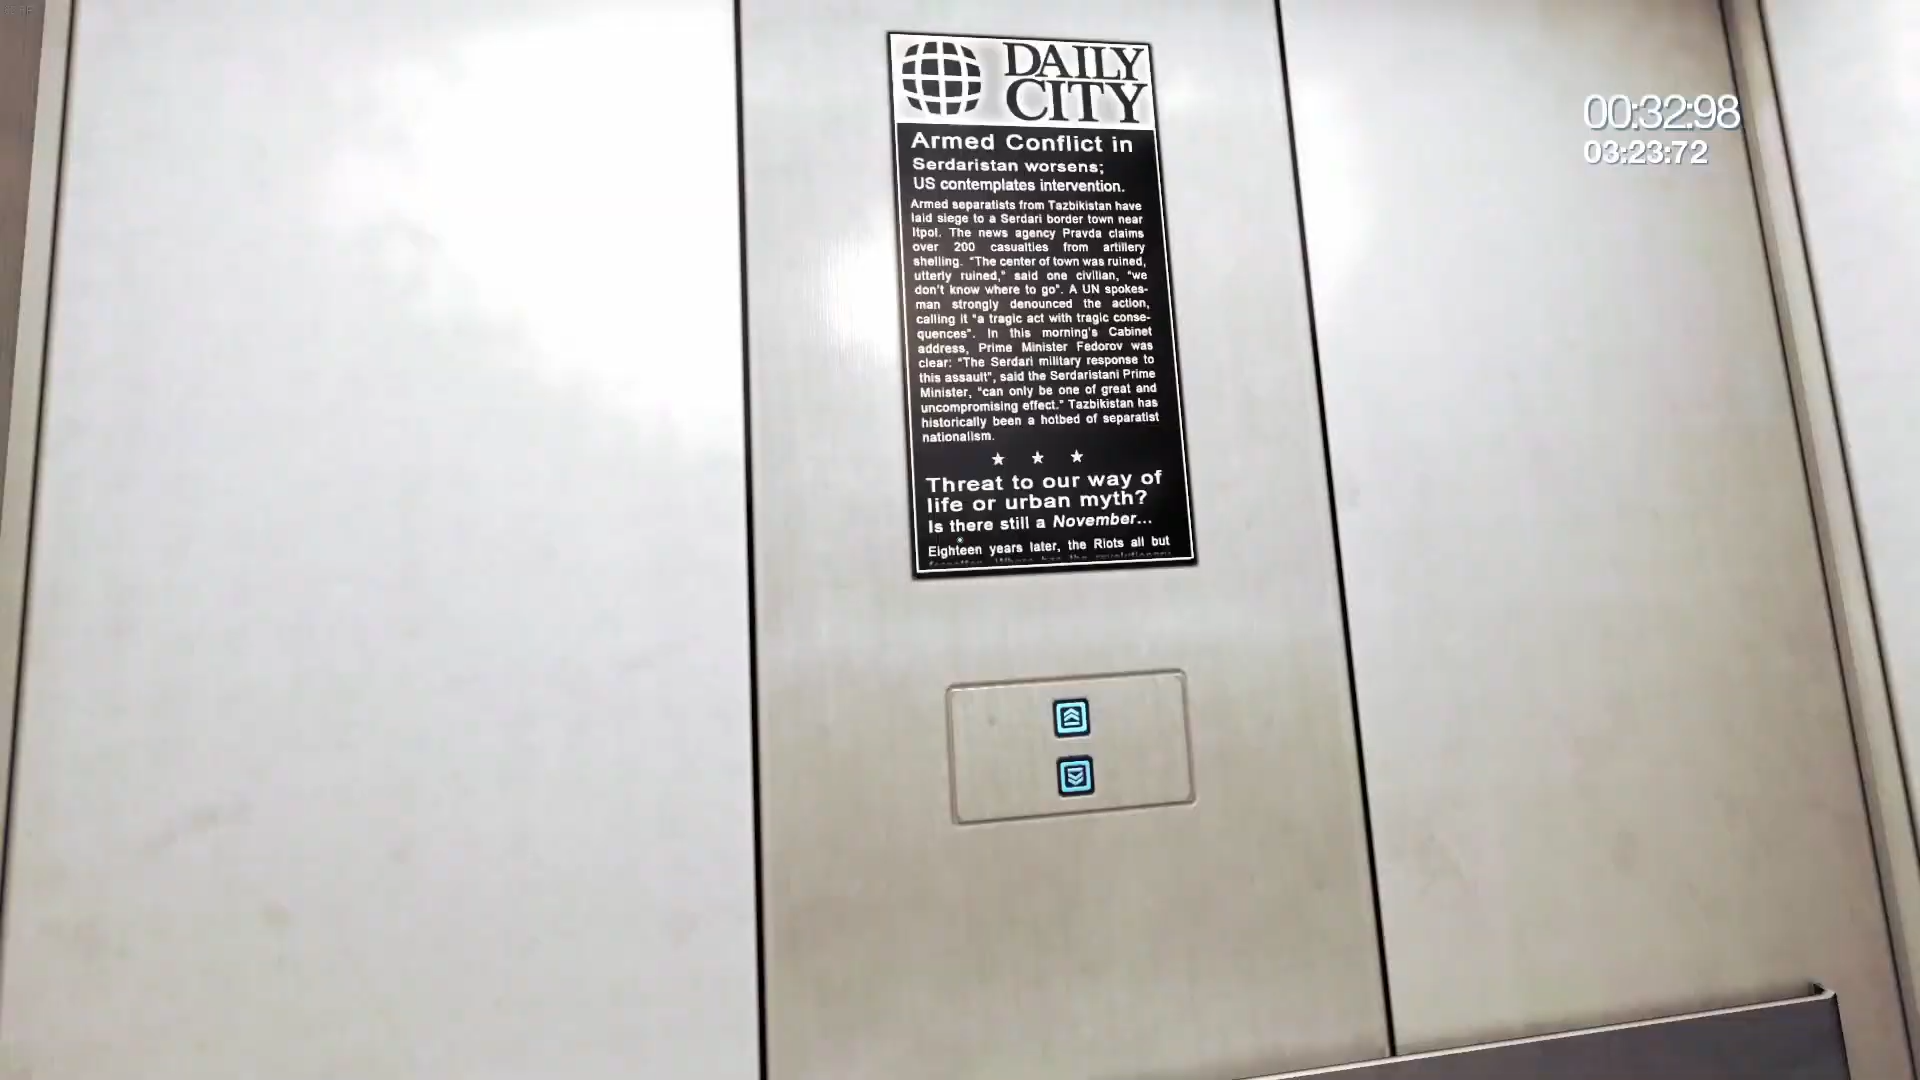 00:32:98
03:23:72
DAILY
CITY
Armed Conflict in
Serdaristan worsens;
US contemplates intervention.
Armed separatists from Tazbikistan have
laid siege to a Serdari border town near
Itpol. The news agency Pravda claims
over 200 casualties from artillery
shelling. "The center of town was ruined,
utterly ruined," said one civilian, "we
don't know where to go". A UN spokes-
man strongly denounced the action,
calling it "a tragic act with tragic conse-
quences". In this morning's Cabinet
address, Prime Minister Fedorov was
clear: "The Serdari military response to
this assault", said the Serdaristani Prime
Minister, "can only be one of great and
uncompromising effect." Tazbikistan has
historically been a hotbed of separatist
nationalism.
★ ★ ★
Threat to our way of
life or urban myth?
Is there still a November...
Eighteen years later, the Riots all but